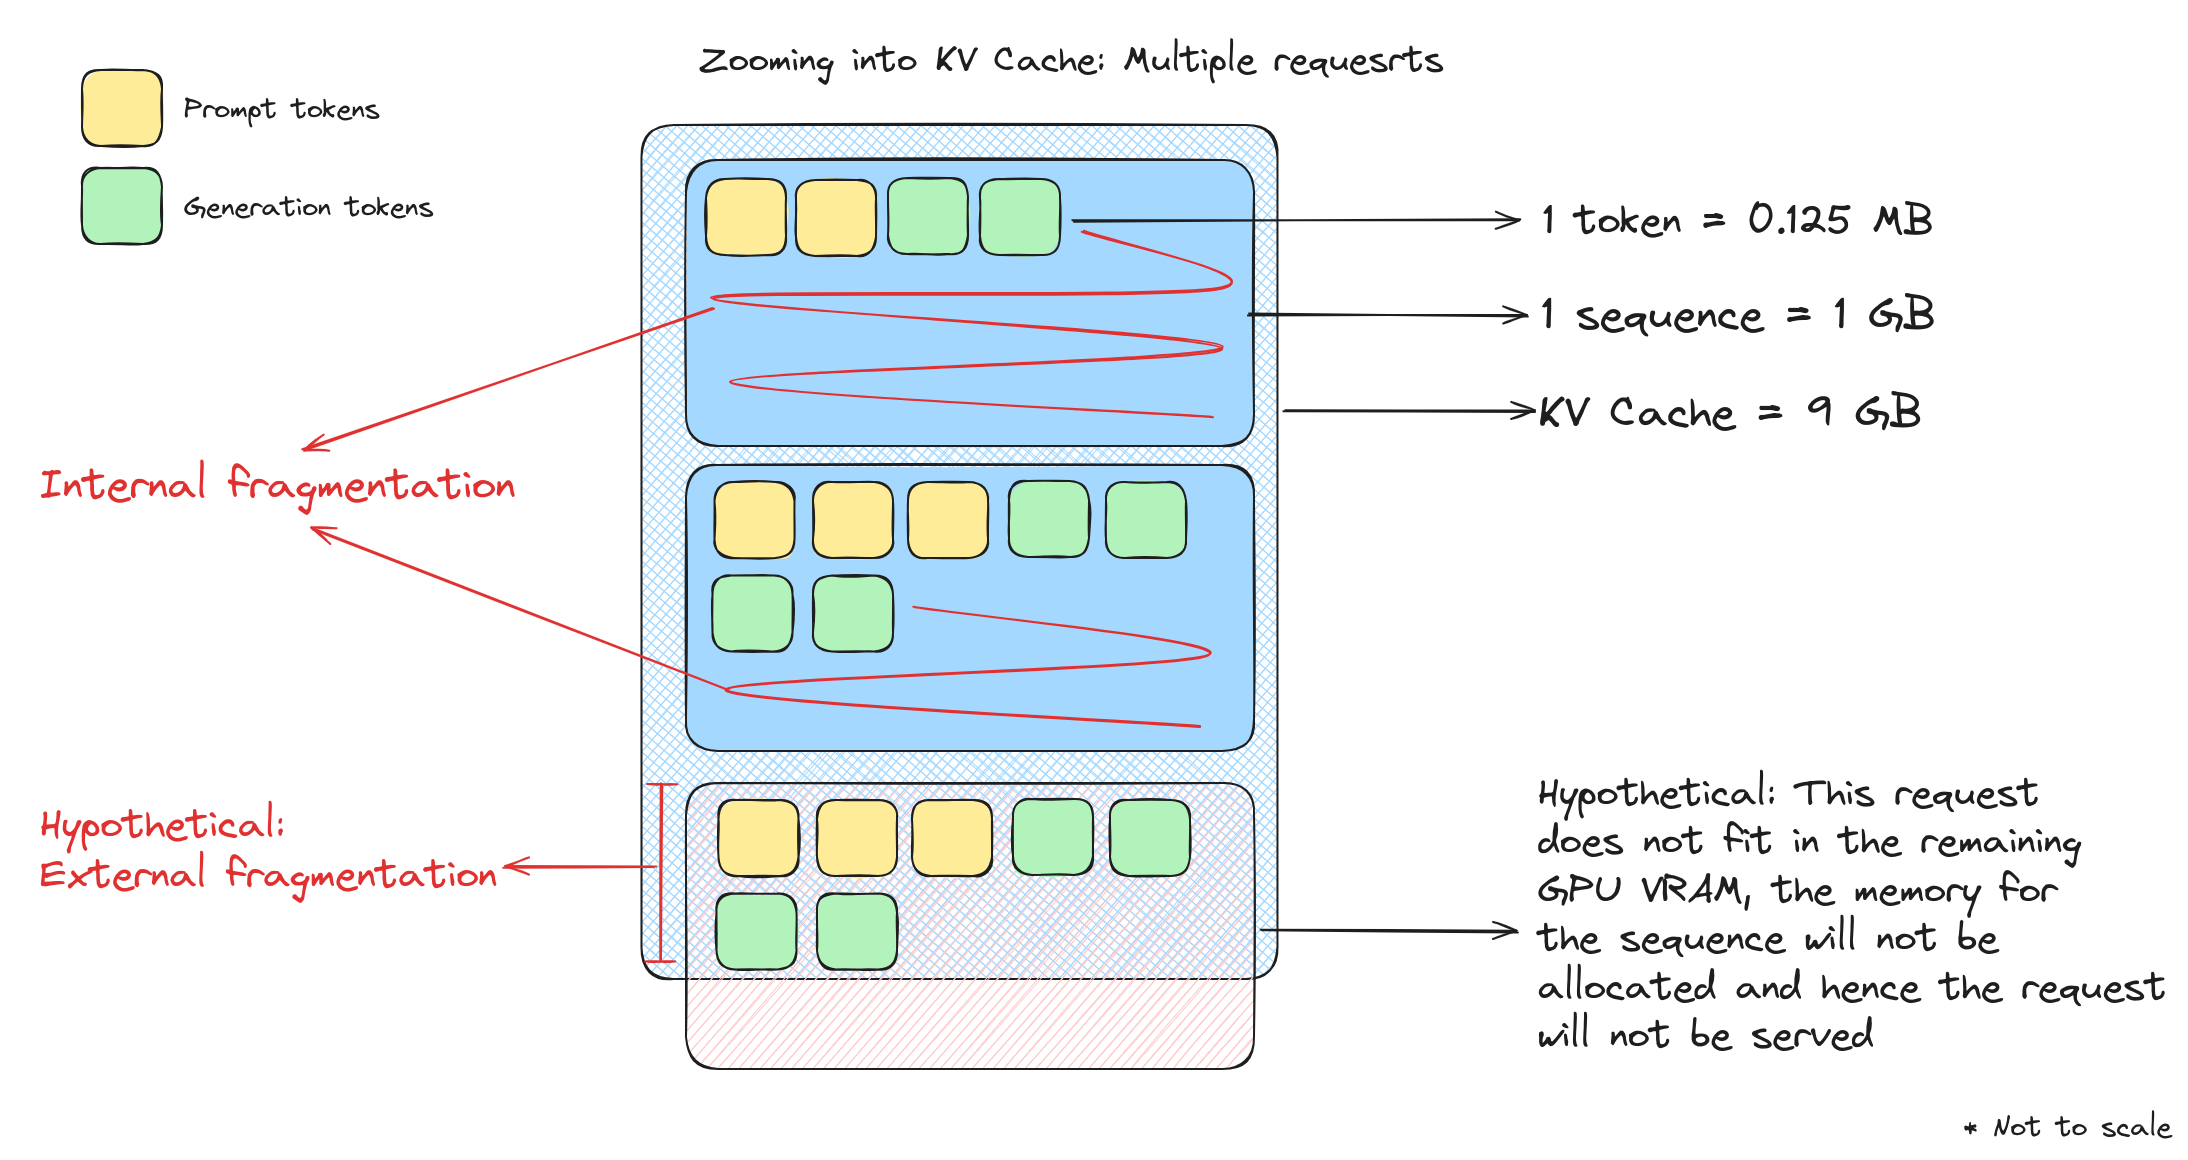 Zooming into KV Cache: Multiple requesrts
Prompt tokens
Generation tokens
1 token = 0.125 MB
1 sequence = 1 GB
KV Cache = 9 GB
Internal fragmentation
Hypothetical:
External fragmentation
Hypothetical: This request
does not fit in the remaining
GPU VRAM, the memory for
the sequence will not be
allocated and hence the request
will not be served
* Not to scale